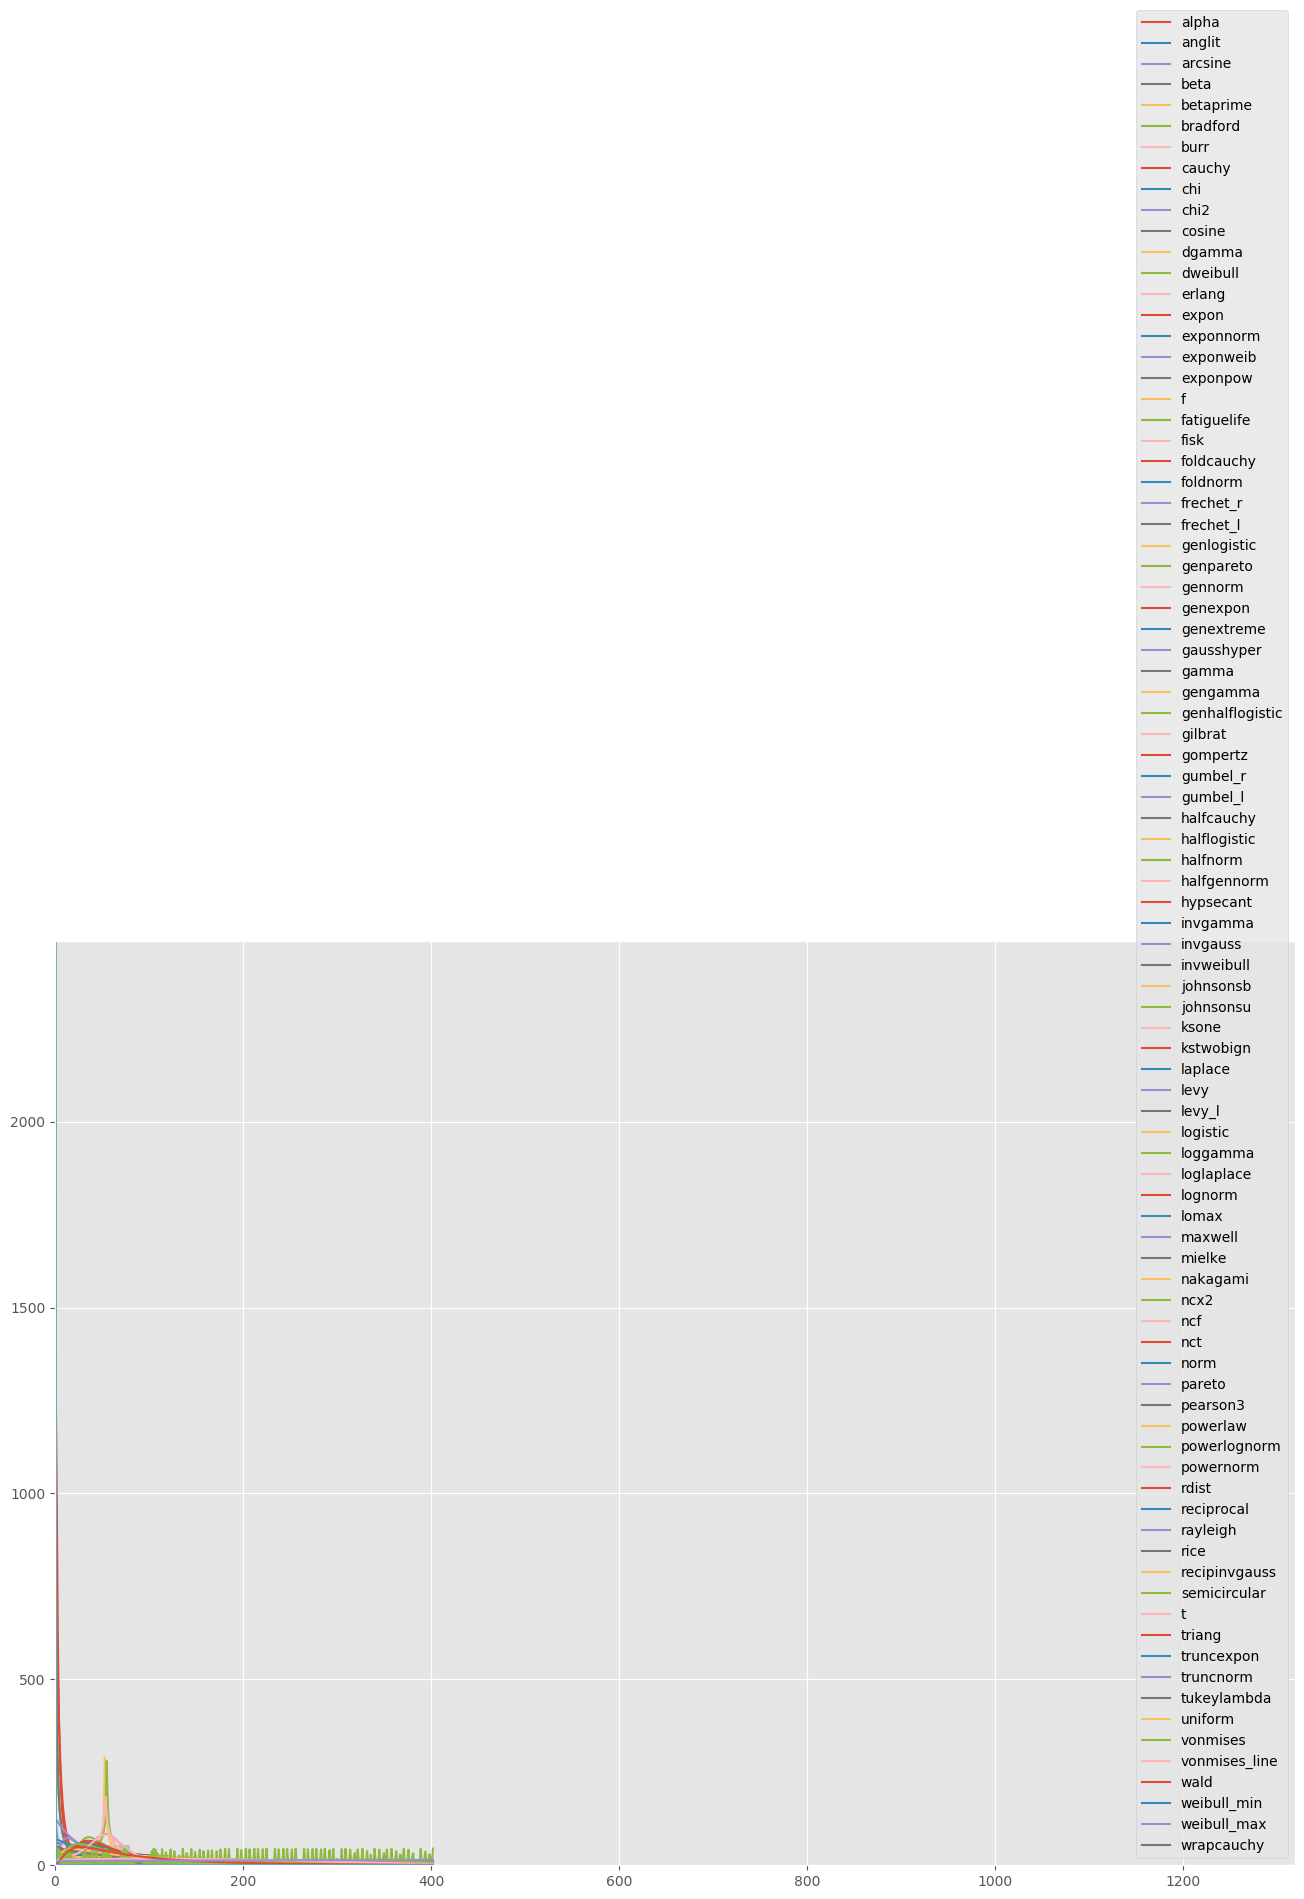 alpha
anglit
arcsine
beta
betaprime
bradford
burr
cauchy
chi
chi2
cosine
dgamma
dweibull
erlang
expon
exponnorm
exponweib
exponpow
f
fatiguelife
fisk
foldcauchy
foldnorm
frechet_r
frechet_l
genlogistic
genpareto
gennorm
genexpon
genextreme
gausshyper
gamma
gengamma
genhalflogistic
gilbrat
gompertz
gumbel_r
gumbel_l
halfcauchy
halflogistic
halfnorm
halfgennorm
hypsecant
invgamma
invgauss
invweibull
johnsonsb
johnsonsu
ksone
kstwobign
laplace
levy
levy_l
logistic
loggamma
loglaplace
lognorm
lomax
maxwell
mielke
nakagami
ncx2
ncf
nct
norm
pareto
pearson3
powerlaw
powerlognorm
powernorm
rdist
reciprocal
rayleigh
rice
recipinvgauss
semicircular
t
triang
truncexpon
truncnorm
tukeylambda
uniform
vonmises
vonmises_line
wald
weibull_min
weibull_max
wrapcauchy
2000
1500
1000
500
0
0 200 400 600 800 1000 1200